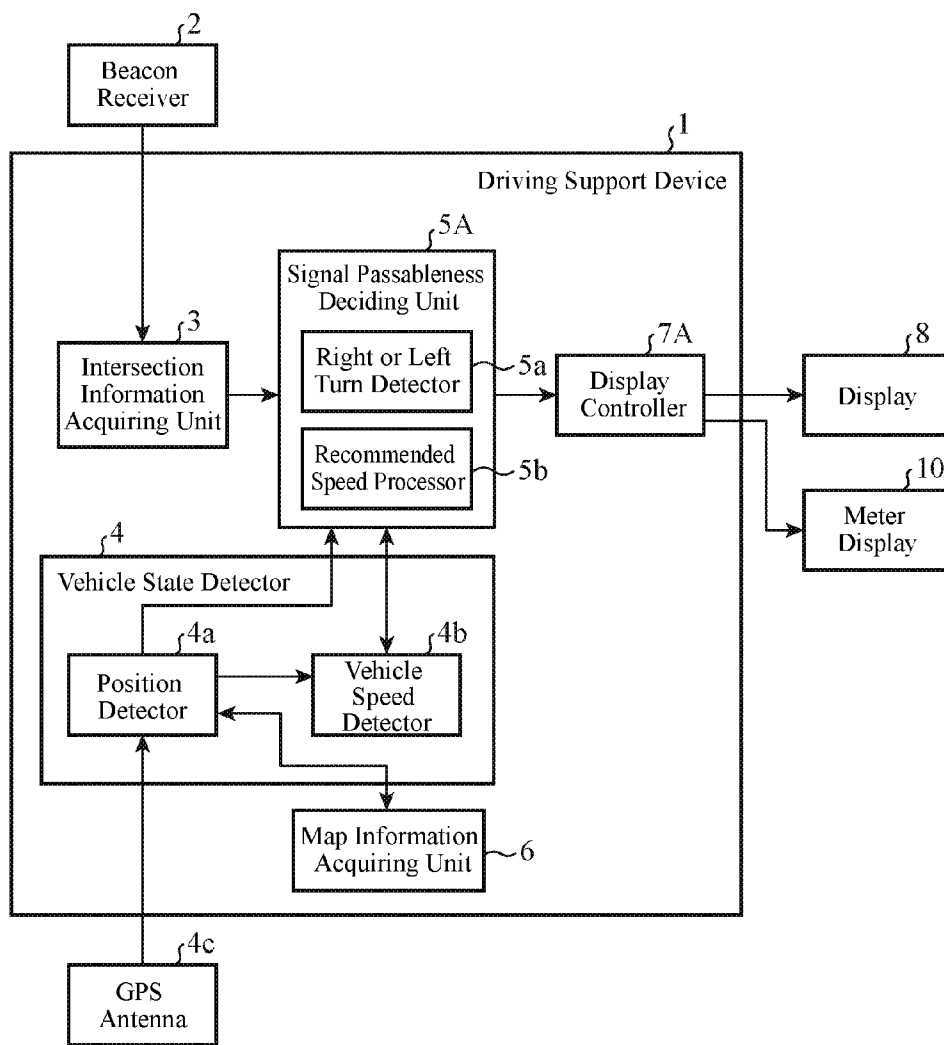 2
Beacon
Receiver
1
Driving Support Device
5A
Signal Passableness
Deciding Unit
3
Intersection
Information
Acquiring Unit
Right or Left
Turn Detector
5a
Recommended
Speed Processor
5b
7A
Display
Controller
8
Display
10
Meter
Display
4
Vehicle State Detector
4a
Position
Detector
4b
Vehicle
Speed
Detector
Map Information
Acquiring Unit
6
4c
GPS
Antenna